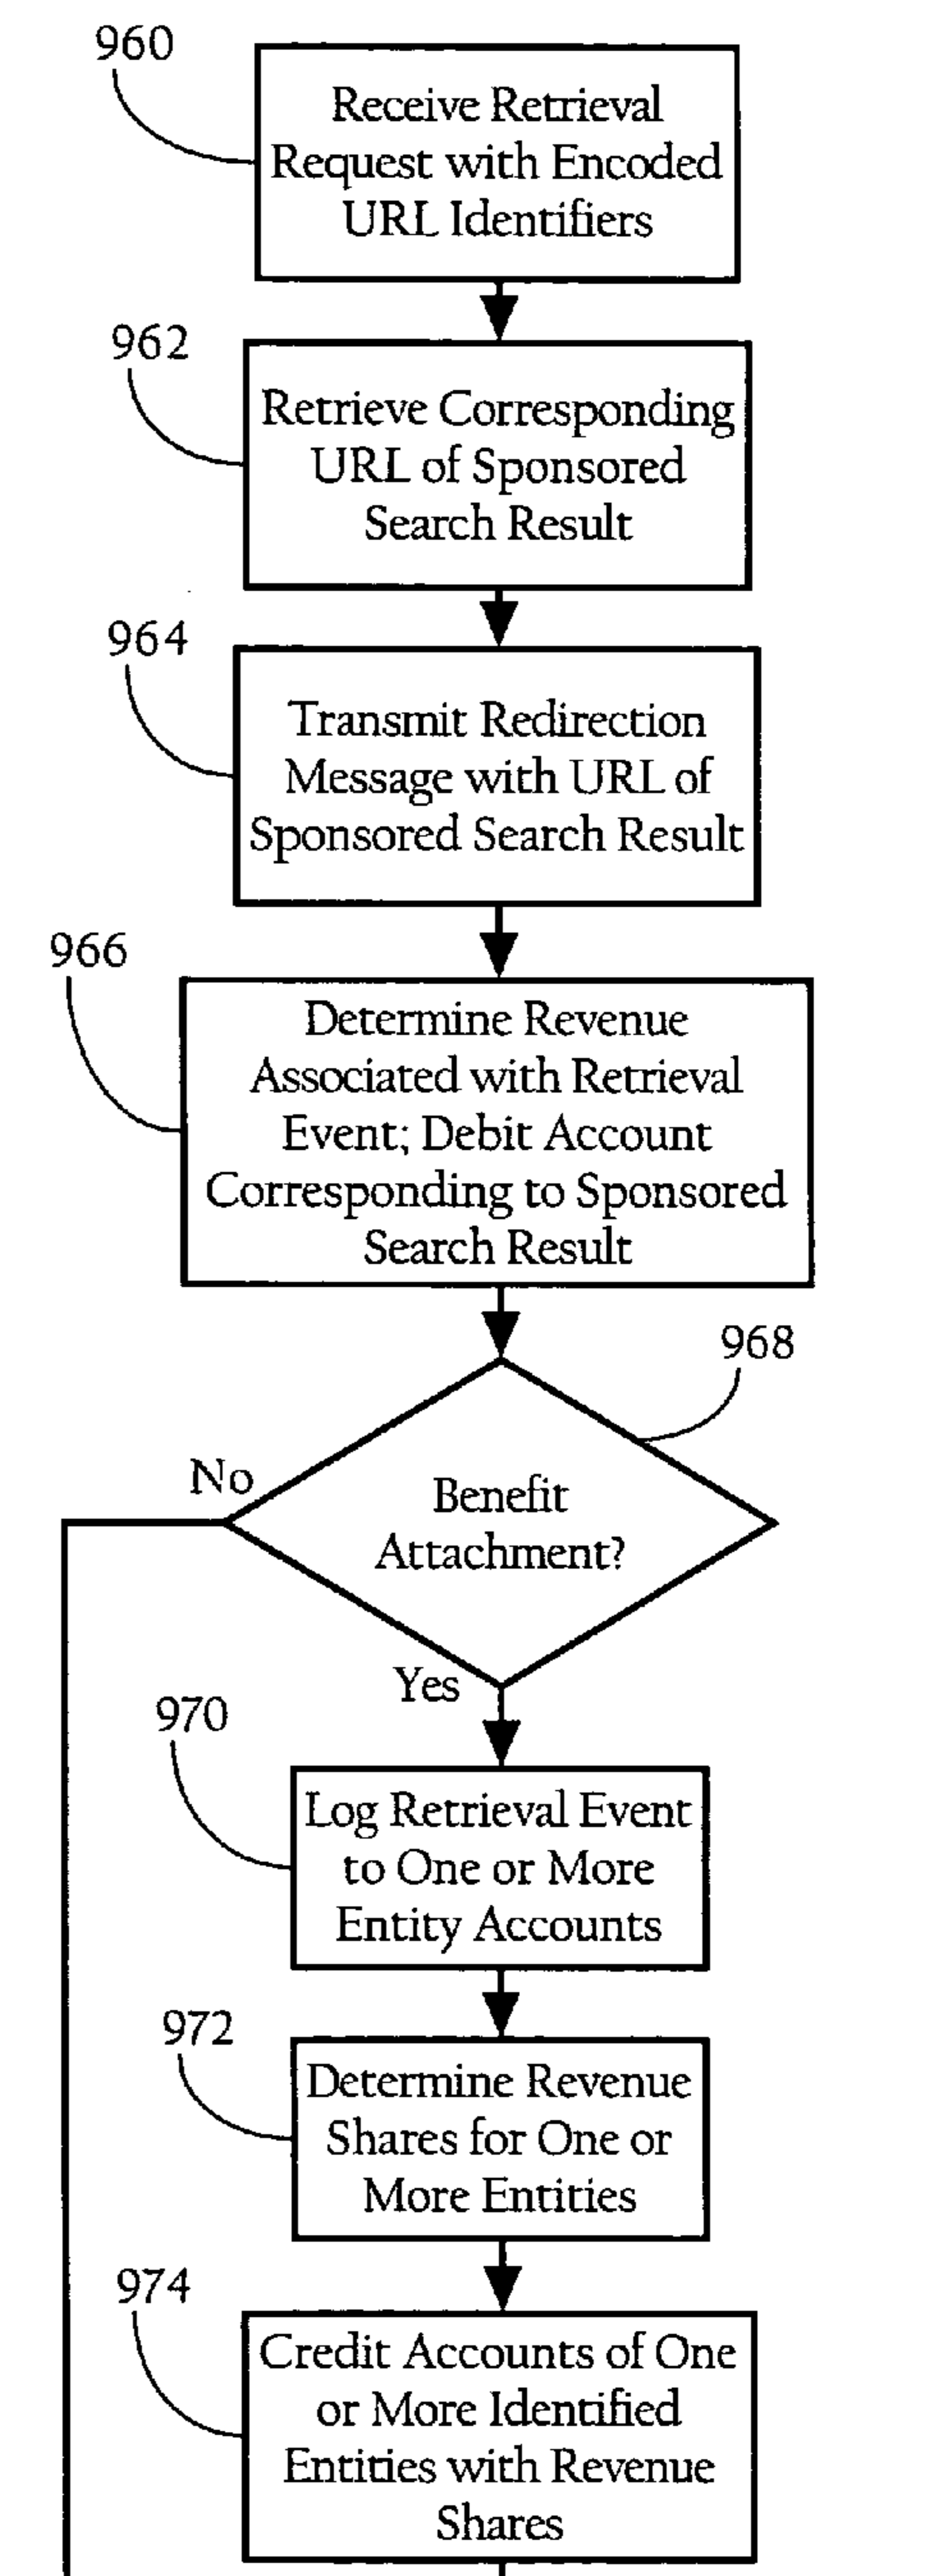 960
Receive Retrieval
Request with Encoded
URL Identifiers
962
Retrieve Corresponding
URL of Sponsored
Search Result
964
Transmit Redirection
Message with URL of
Sponsored Search Result
966
Determine Revenue
Associated with Retrieval
Event; Debit Account
Corresponding to Sponsored
Search Result
968
No
Benefit
Attachment?
Yes
970
Log Retrieval Event
to One or More
Entity Accounts
972
Determine Revenue
Shares for One or
More Entities
974
Credit Accounts of One
or More Identified
Entities with Revenue
Shares